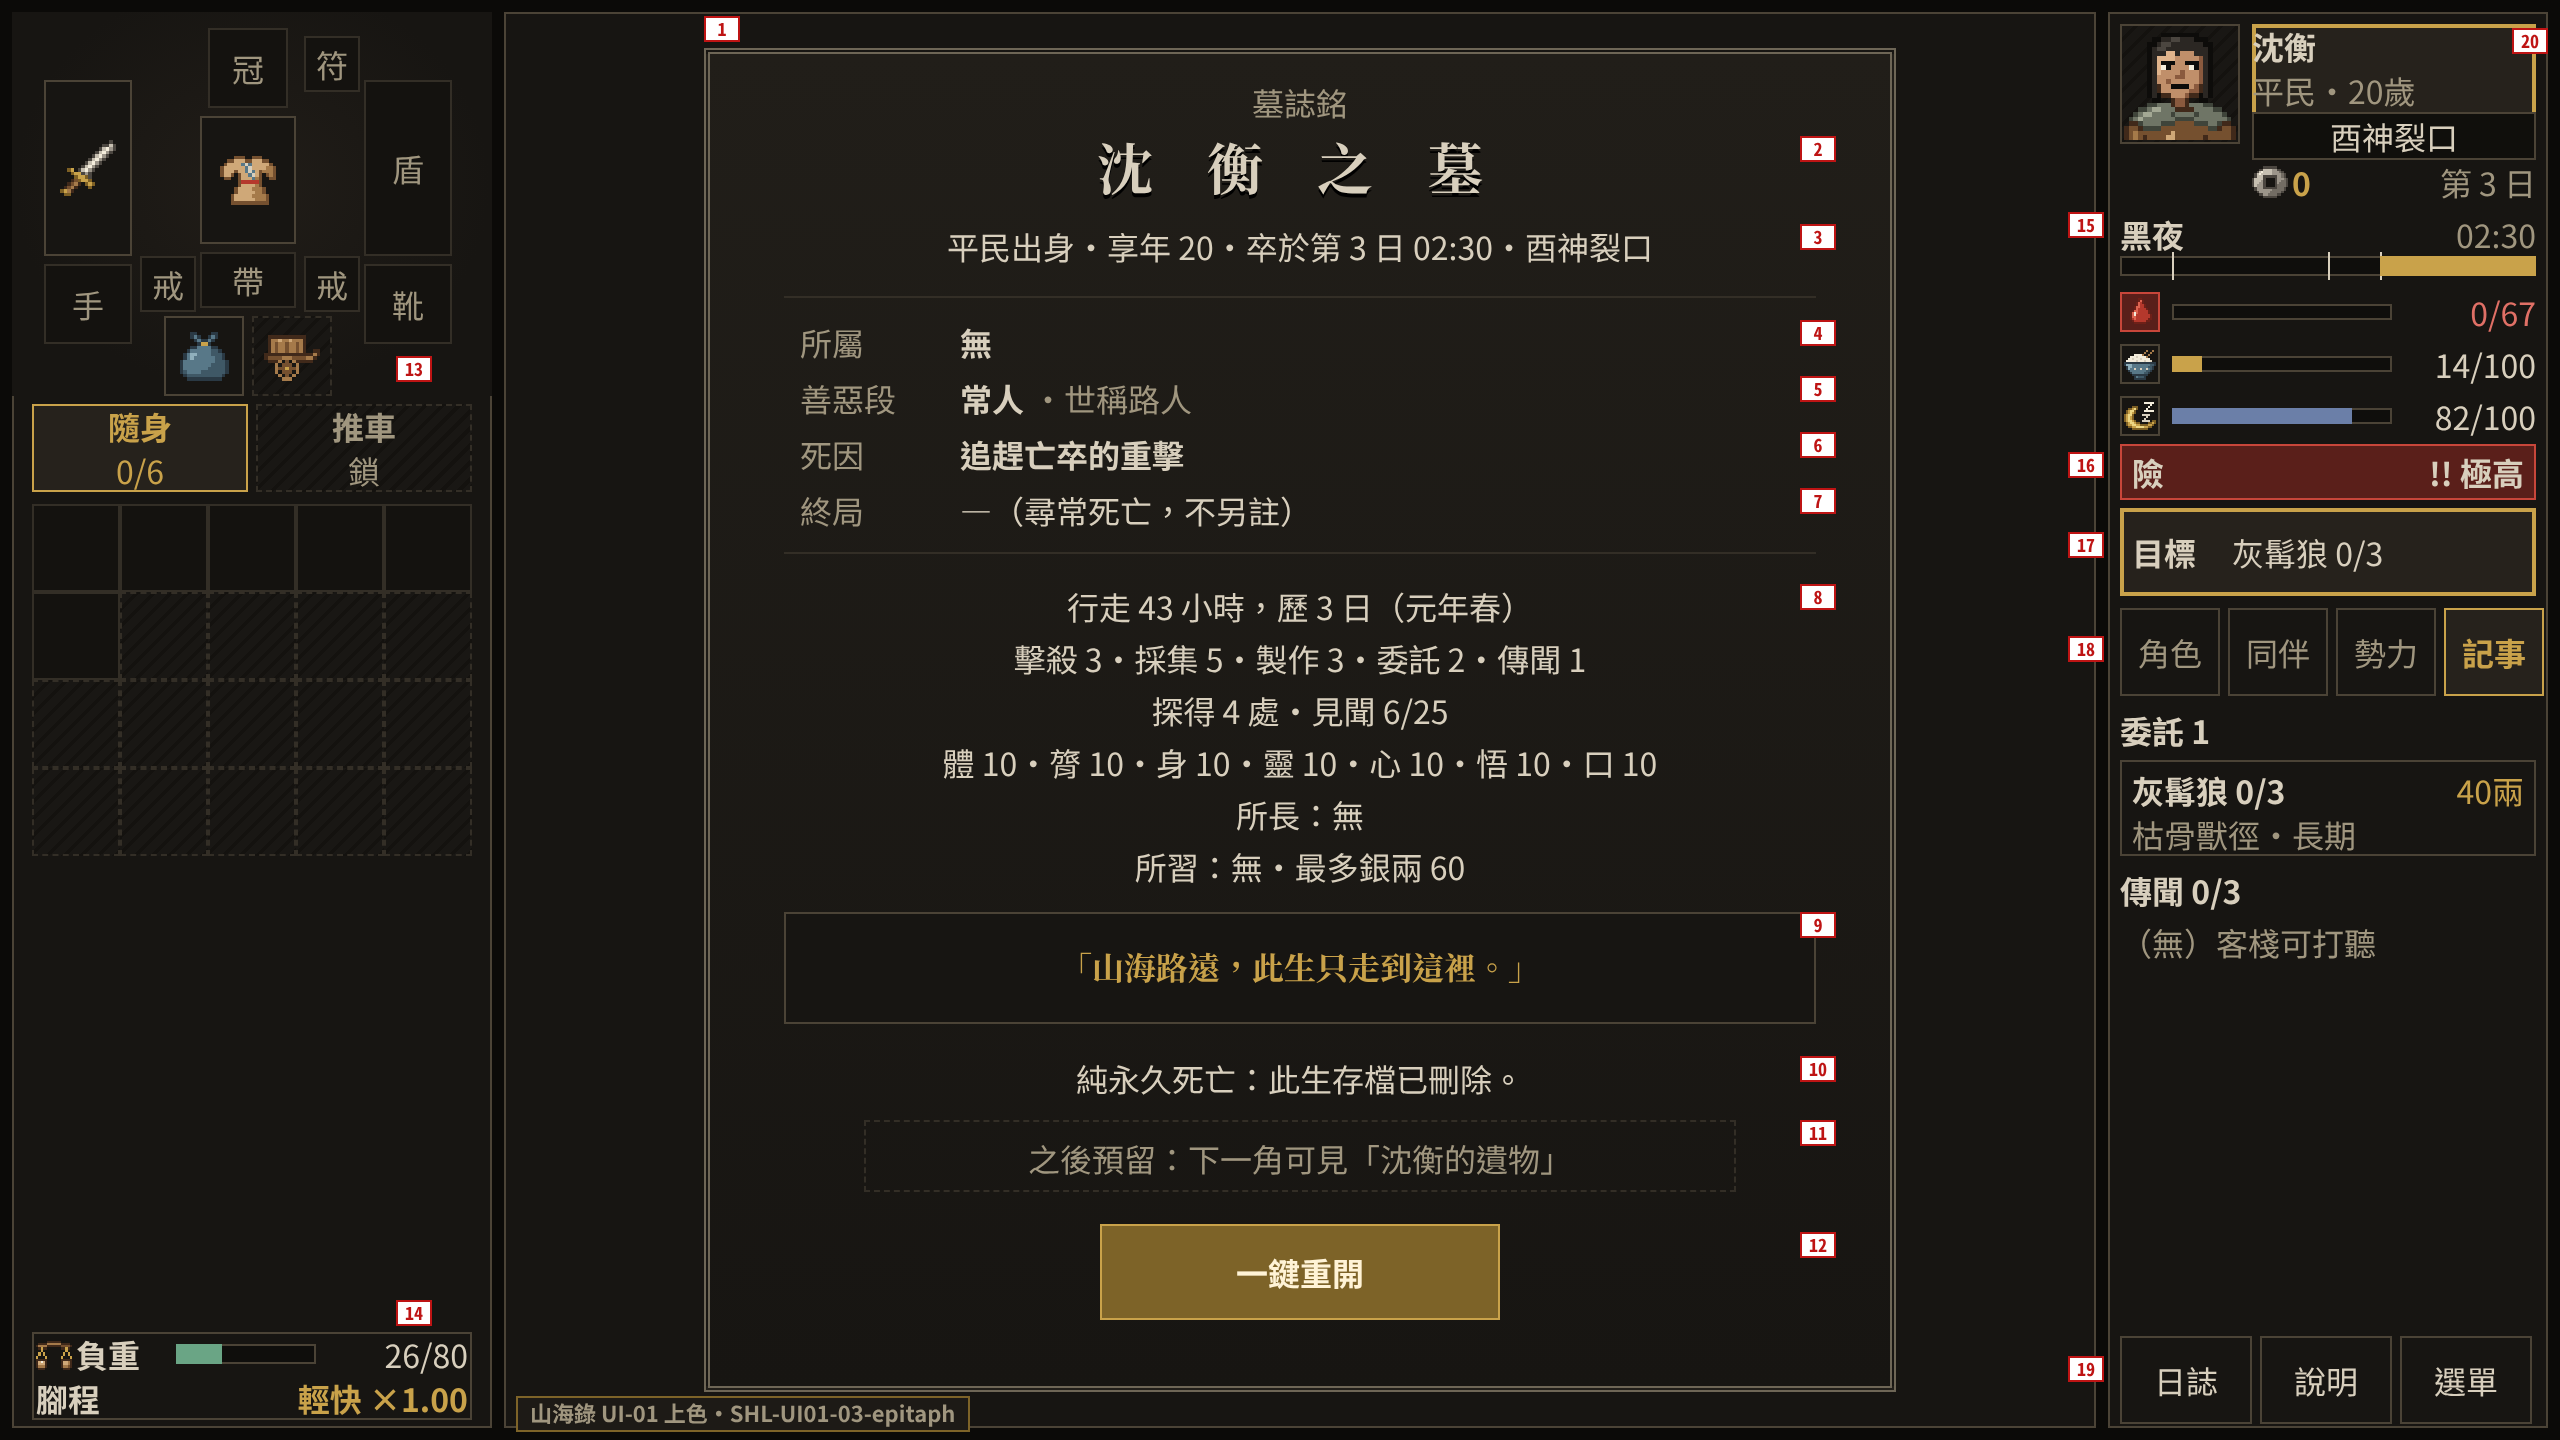 冠
符
盾
手
戒
帶
戒
靴
13
隨身
0/6
推車
鎖
14
負重
26/80
腳程
輕快 ×1.00
1
墓誌銘
沈衡之墓
2
平民出身・享年 20・卒於第 3 日 02:30・酉神裂口
3
所屬 無
4
善惡段 常人・世稱路人
5
死因 追趕亡卒的重擊
6
終局 —（尋常死亡，不另註）
7
行走 43 小時，歷 3 日（元年春）
8
擊殺 3・採集 5・製作 3・委託 2・傳聞 1
探得 4 處・見聞 6/25
體 10・膂 10・身 10・靈 10・心 10・悟 10・口 10
所長：無
所習：無・最多銀兩 60
9
「山海路遠，此生只走到這裡。」
純永久死亡：此生存檔已刪除。
10
之後預留：下一角可見「沈衡的遺物」
11
一鍵重開
12
山海錄 UI-01 上色・SHL-UI01-03-epitaph
沈衡
20
平民・20歲
酉神裂口
0
第 3 日
15
黑夜
02:30
0/67
14/100
82/100
16
險
!! 極高
17
目標 灰髯狼 0/3
18
角色
同伴
勢力
記事
委託 1
灰髯狼 0/3
40兩
枯骨獸徑・長期
傳聞 0/3
（無）客棧可打聽
19
日誌
說明
選單